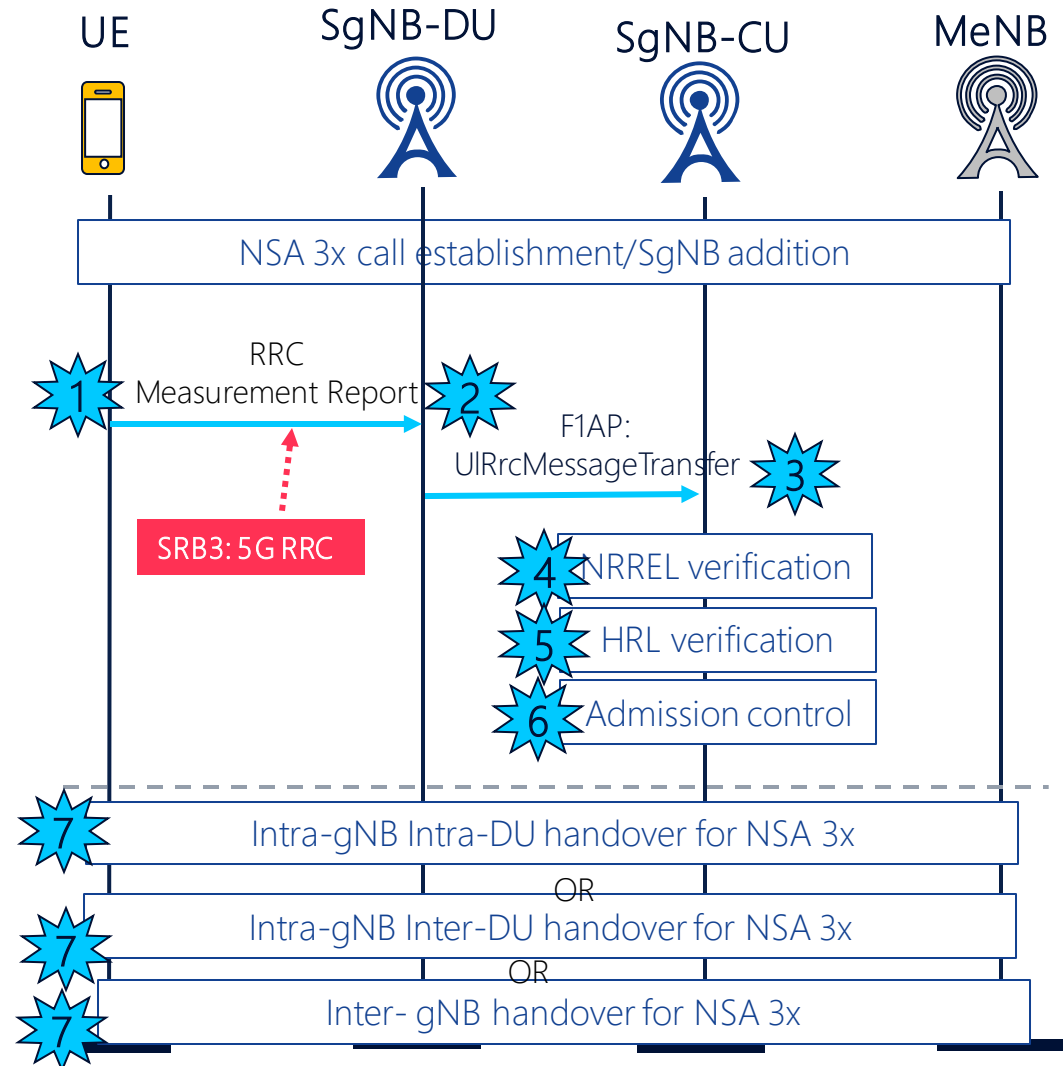 UE
SgNB-DU
SgNB-CU
MeNB
NSA 3x call establishment/SgNB addition
1
RRC
Measurement Report
2
F1AP:
UlRrcMessageTransfer
3
SRB3: 5G RRC
4
NRREL verification
5
HRL verification
6
Admission control
7
Intra-gNB Intra-DU handover for NSA 3x
OR
7
Intra-gNB Inter-DU handover for NSA 3x
OR
7
Inter- gNB handover for NSA 3x